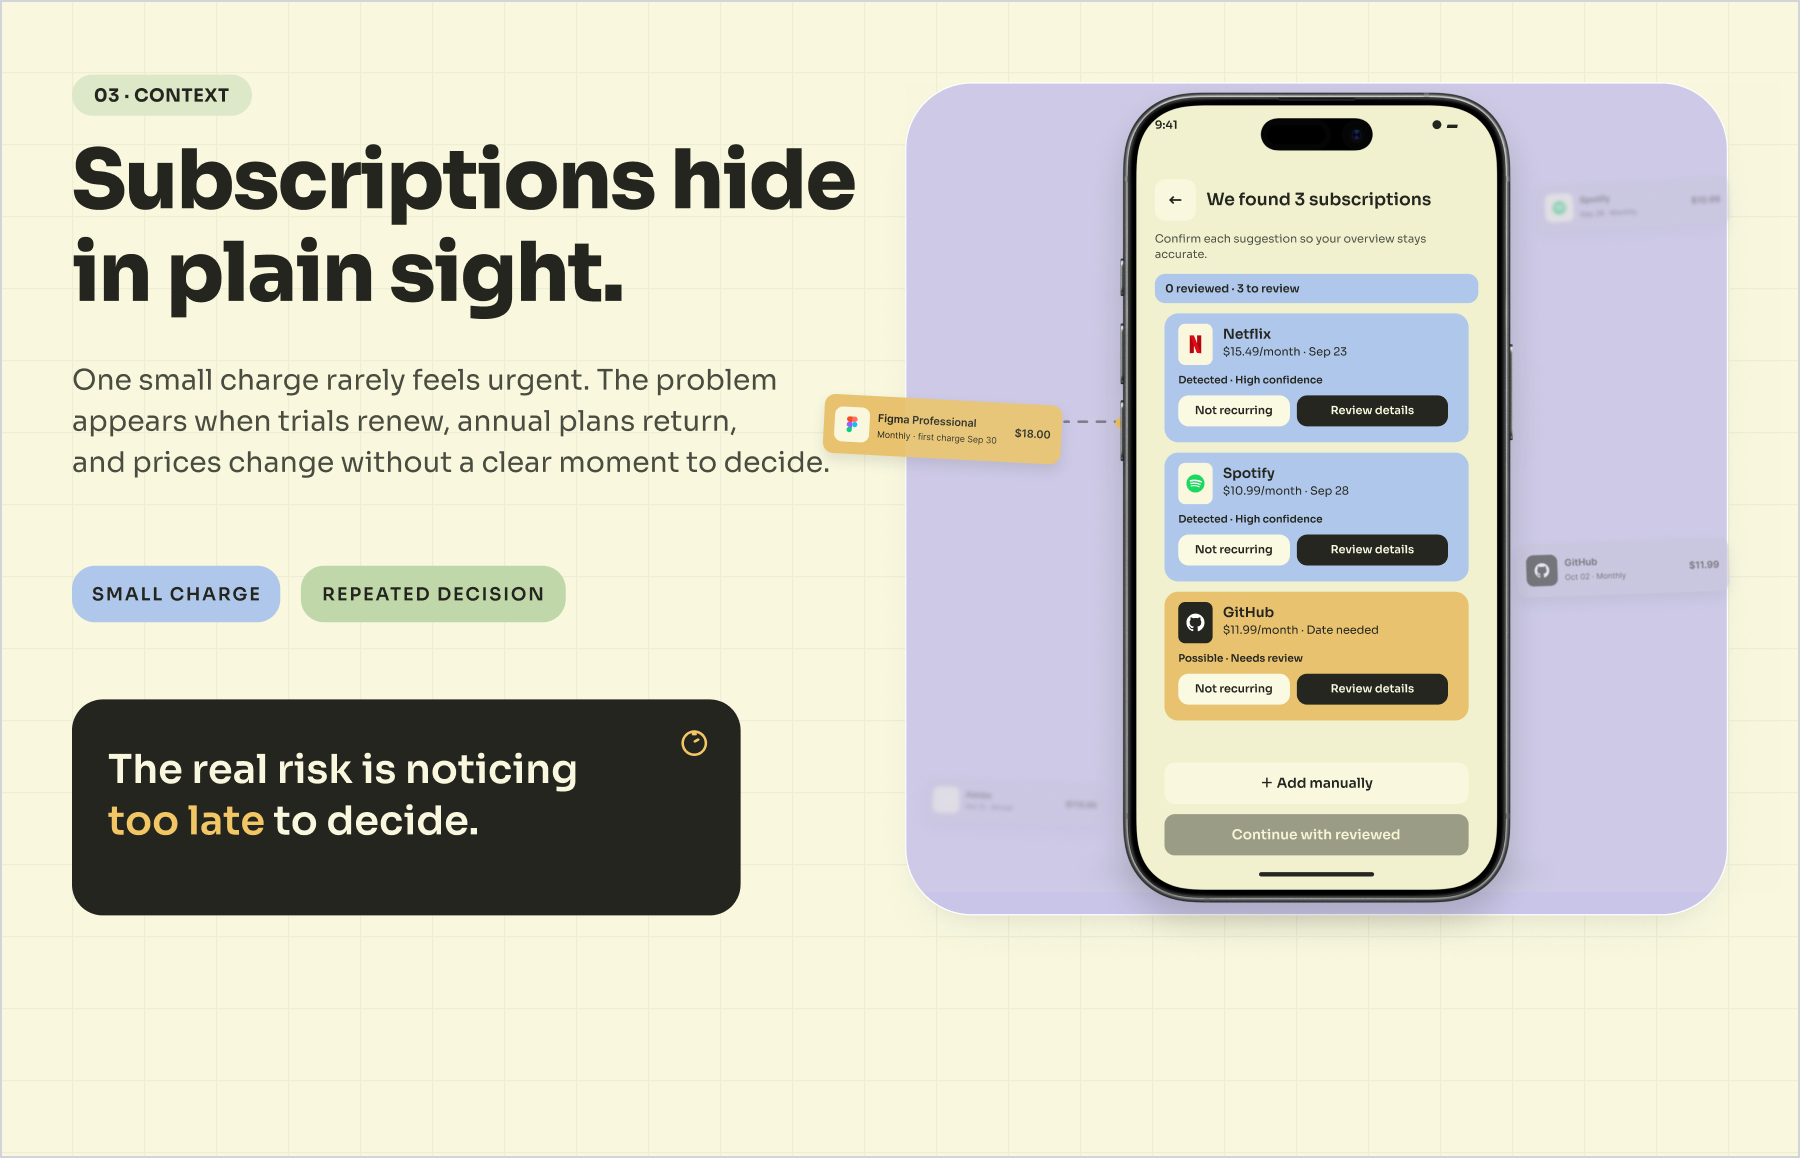 03 · CONTEXT
Subscriptions hide
in plain sight.
One small charge rarely feels urgent. The problem
appears when trials renew, annual plans return,
and prices change without a clear moment to decide.
SMALL CHARGE
REPEATED DECISION
The real risk is noticing
too late to decide.
Figma Professional
Monthly · first charge Sep 30
$18.00
9:41
We found 3 subscriptions
Confirm each suggestion so your overview stays
accurate.
0 reviewed · 3 to review
Netflix
$15.49/month · Sep 23
Detected · High confidence
Not recurring
Review details
Spotify
$10.99/month · Sep 28
Detected · High confidence
Not recurring
Review details
GitHub
$11.99/month · Date needed
Possible · Needs review
Not recurring
Review details
+ Add manually
Continue with reviewed
Spotify
Sep 28 · Monthly
$10.99
GitHub
Oct 02 · Monthly
$11.99